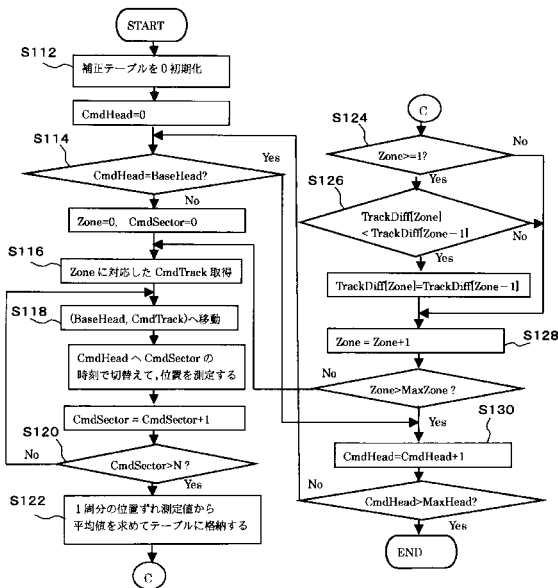 START
S112
補正テーブルを0初期化
CmdHead=0
S114
CmdHead=BaseHead?
Yes
No
Zone=0, CmdSector=0
S116
Zoneに対応したCmdTrack取得
S118
(BaseHead, CmdTrack)へ移動
CmdHeadへCmdSectorの
時刻で切替えて,位置を測定する
CmdSector = CmdSector+1
S120
No
CmdSector>N?
Yes
S122
1周分の位置ずれ測定値から
平均値を求めてテーブルに格納する
C
C
S124
Zone>=1?
No
Yes
S126
TrackDiff[Zone]
< TrackDiff[Zone-1]
No
Yes
TrackDiff[Zone]=TrackDiff[Zone-1]
S128
Zone = Zone+1
No
Zone>MaxZone?
Yes
S130
CmdHead=CmdHead+1
No
CmdHead>MaxHead?
Yes
END